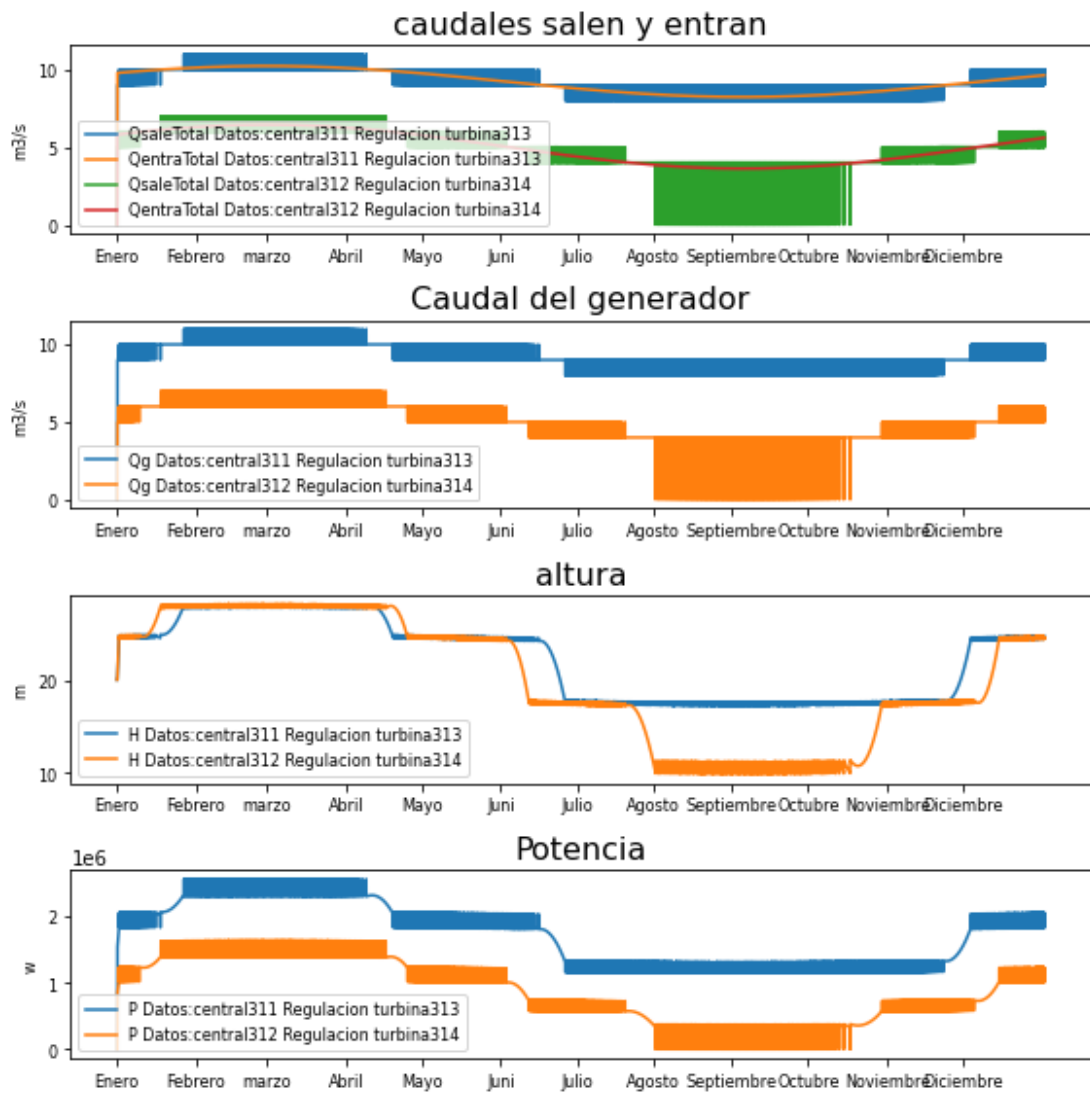 caudales salen y entran
10
5
0
m3/s
QsaleTotal Datos:central311 Regulacion turbina313
QentraTotal Datos:central311 Regulacion turbina313
QsaleTotal Datos:central312 Regulacion turbina314
QentraTotal Datos:central312 Regulacion turbina314
Enero Febrero marzo Abril Mayo Juni Julio Agosto Septiembre Octubre Noviembre Diciembre
Caudal del generador
10
5
0
m3/s
Qg Datos:central311 Regulacion turbina313
Qg Datos:central312 Regulacion turbina314
Enero Febrero marzo Abril Mayo Juni Julio Agosto Septiembre Octubre Noviembre Diciembre
altura
20
10
m
H Datos:central311 Regulacion turbina313
H Datos:central312 Regulacion turbina314
Enero Febrero marzo Abril Mayo Juni Julio Agosto Septiembre Octubre Noviembre Diciembre
Potencia
1e6
2
1
0
w
P Datos:central311 Regulacion turbina313
P Datos:central312 Regulacion turbina314
Enero Febrero marzo Abril Mayo Juni Julio Agosto Septiembre Octubre Noviembre Diciembre